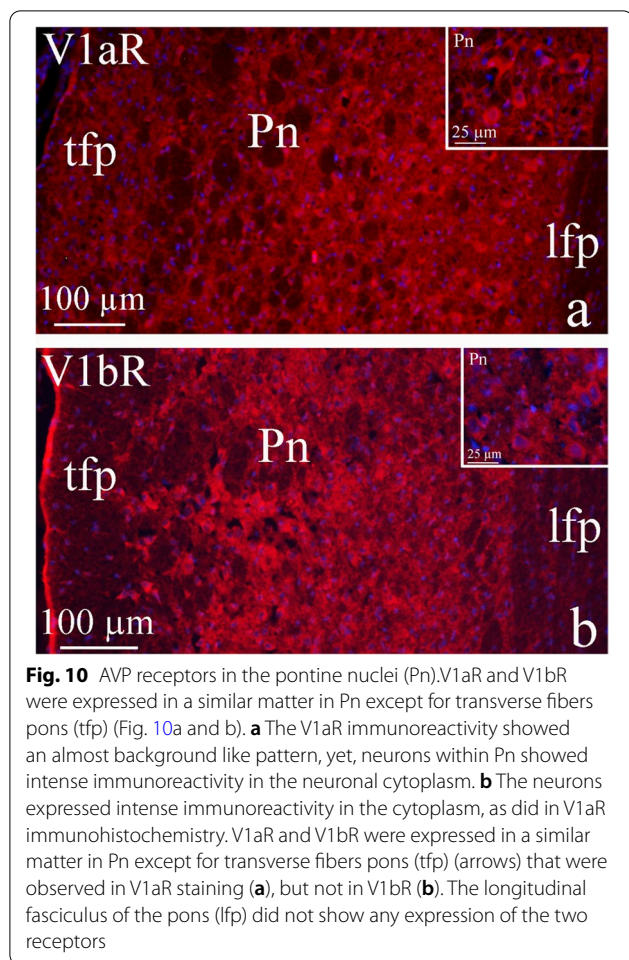 V1aR
Pn
25 µm
tfp
Pn
lfp
100 µm
a
V1bR
Pn
25 µm
tfp
Pn
lfp
100 µm
b
Fig. 10 AVP receptors in the pontine nuclei (Pn).V1aR and V1bR
were expressed in a similar matter in Pn except for transverse fibers
pons (tfp) (Fig. 10a and b). a The V1aR immunoreactivity showed
an almost background like pattern, yet, neurons within Pn showed
intense immunoreactivity in the neuronal cytoplasm. b The neurons
expressed intense immunoreactivity in the cytoplasm, as did in V1aR
immunohistochemistry. V1aR and V1bR were expressed in a similar
matter in Pn except for transverse fibers pons (tfp) (arrows) that were
observed in V1aR staining (a), but not in V1bR (b). The longitudinal
fasciculus of the pons (lfp) did not show any expression of the two
receptors